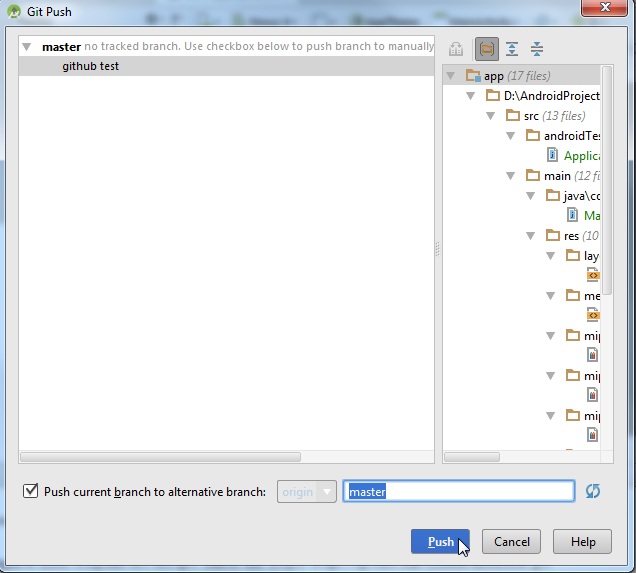 Git Push
master no tracked branch. Use checkbox below to push branch to manually
github test
app (17 files)
D:\AndroidProject
src (13 files)
androidTes
Applica
main (12 fi
java\co
Ma
res (10
lay
me
mip
mip
mip
Push current branch to alternative branch: origin master
Push Cancel Help